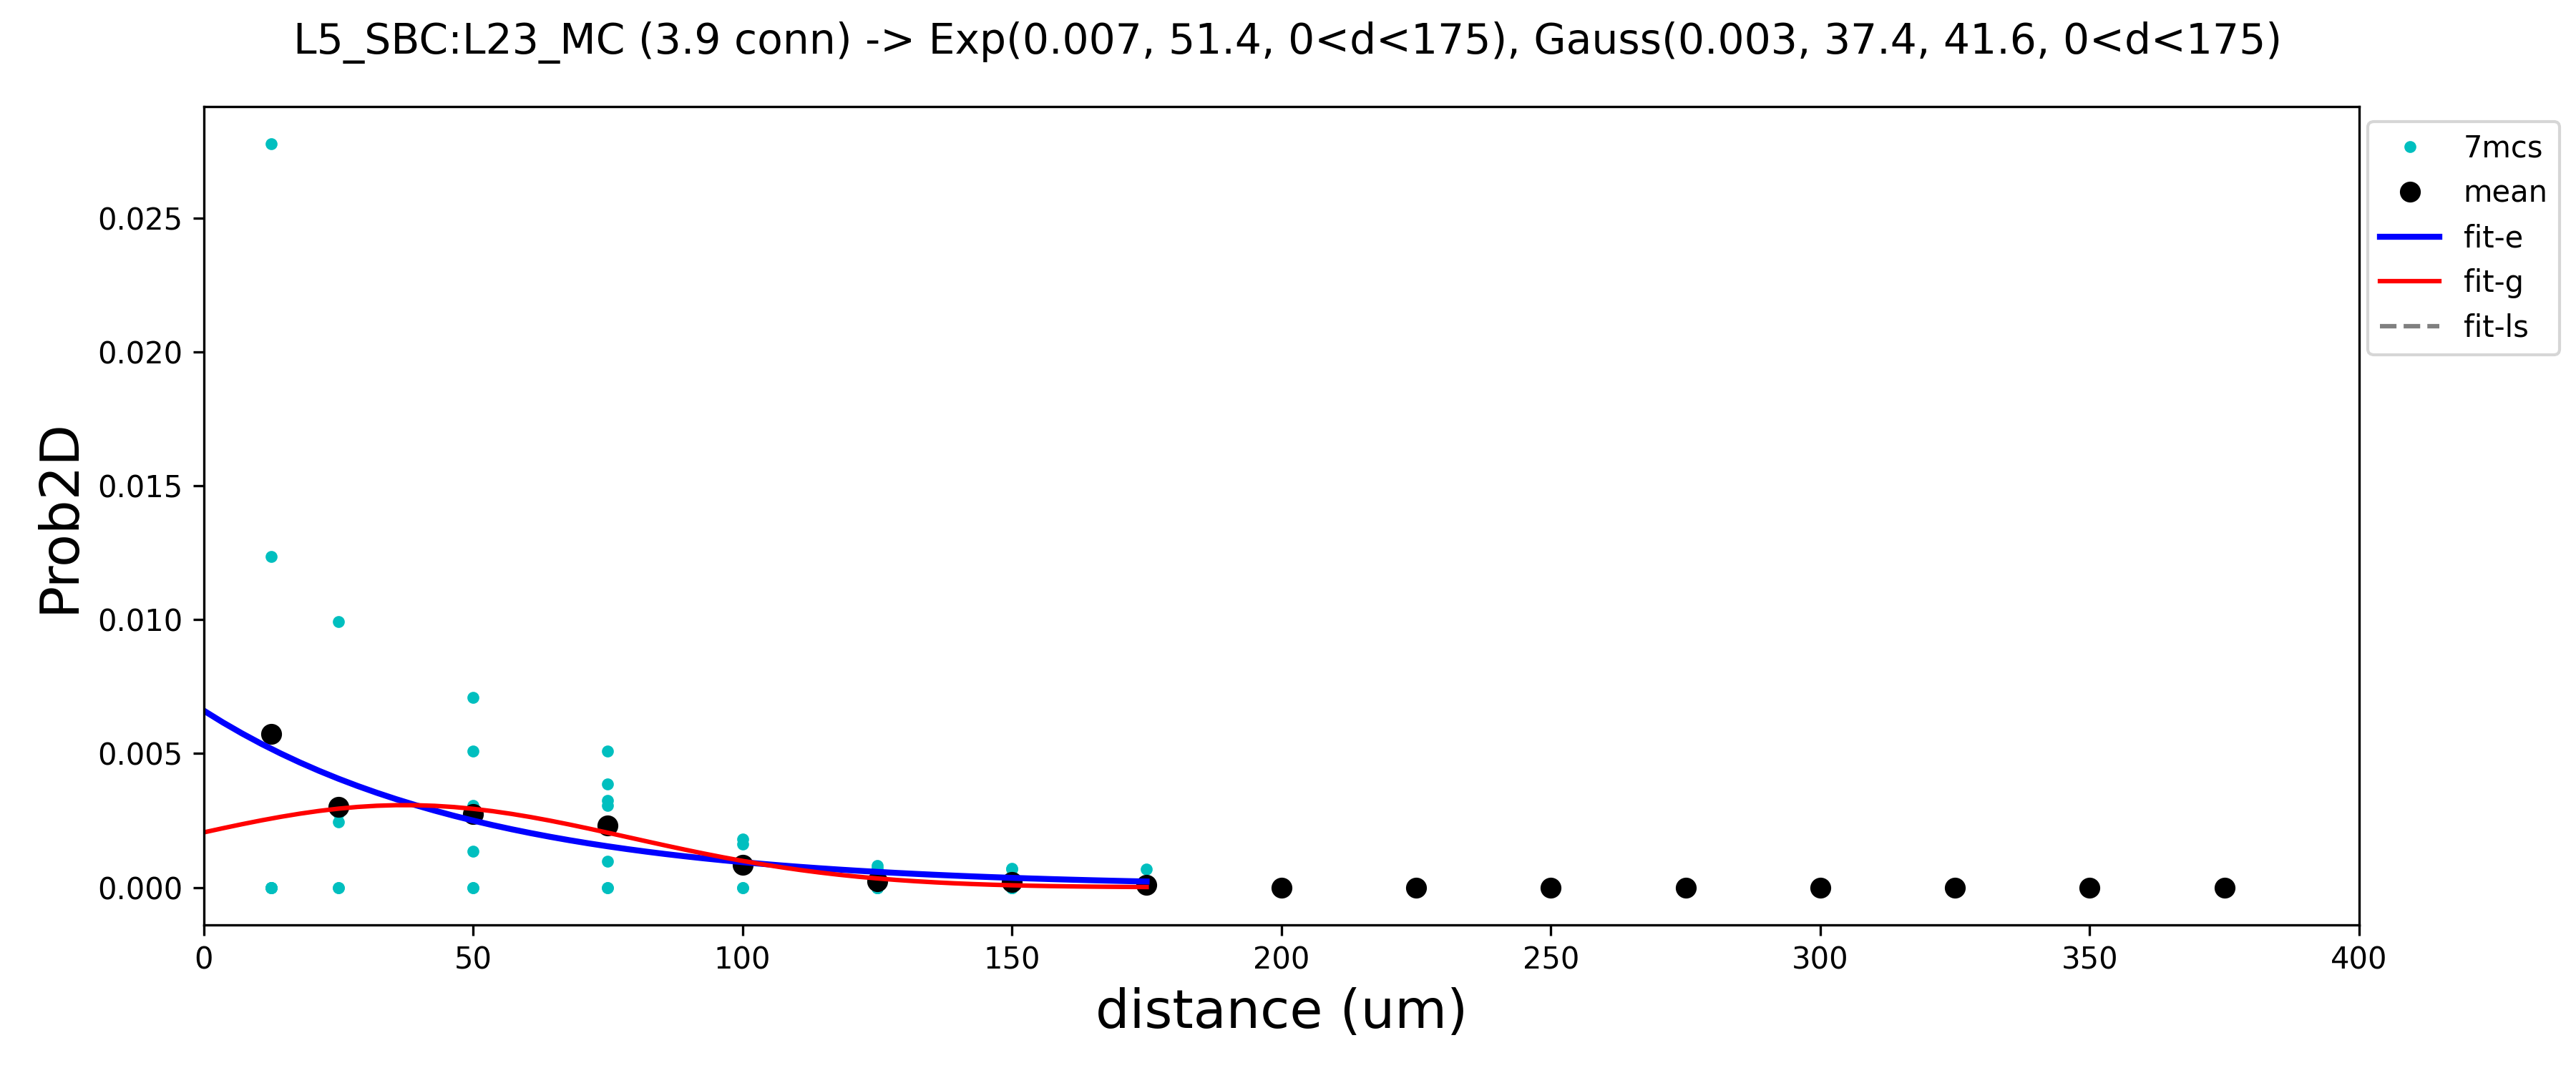 L5_SBC:L23_MC (3.9 conn) -> Exp(0.007, 51.4, 0<d<175), Gauss(0.003, 37.4, 41.6, 0<d<175)
7mcs
mean
fit-e
fit-g
fit-ls
Prob2D
0.025
0.020
0.015
0.010
0.005
0.000
0 50 100 150 200 250 300 350 400
distance (um)